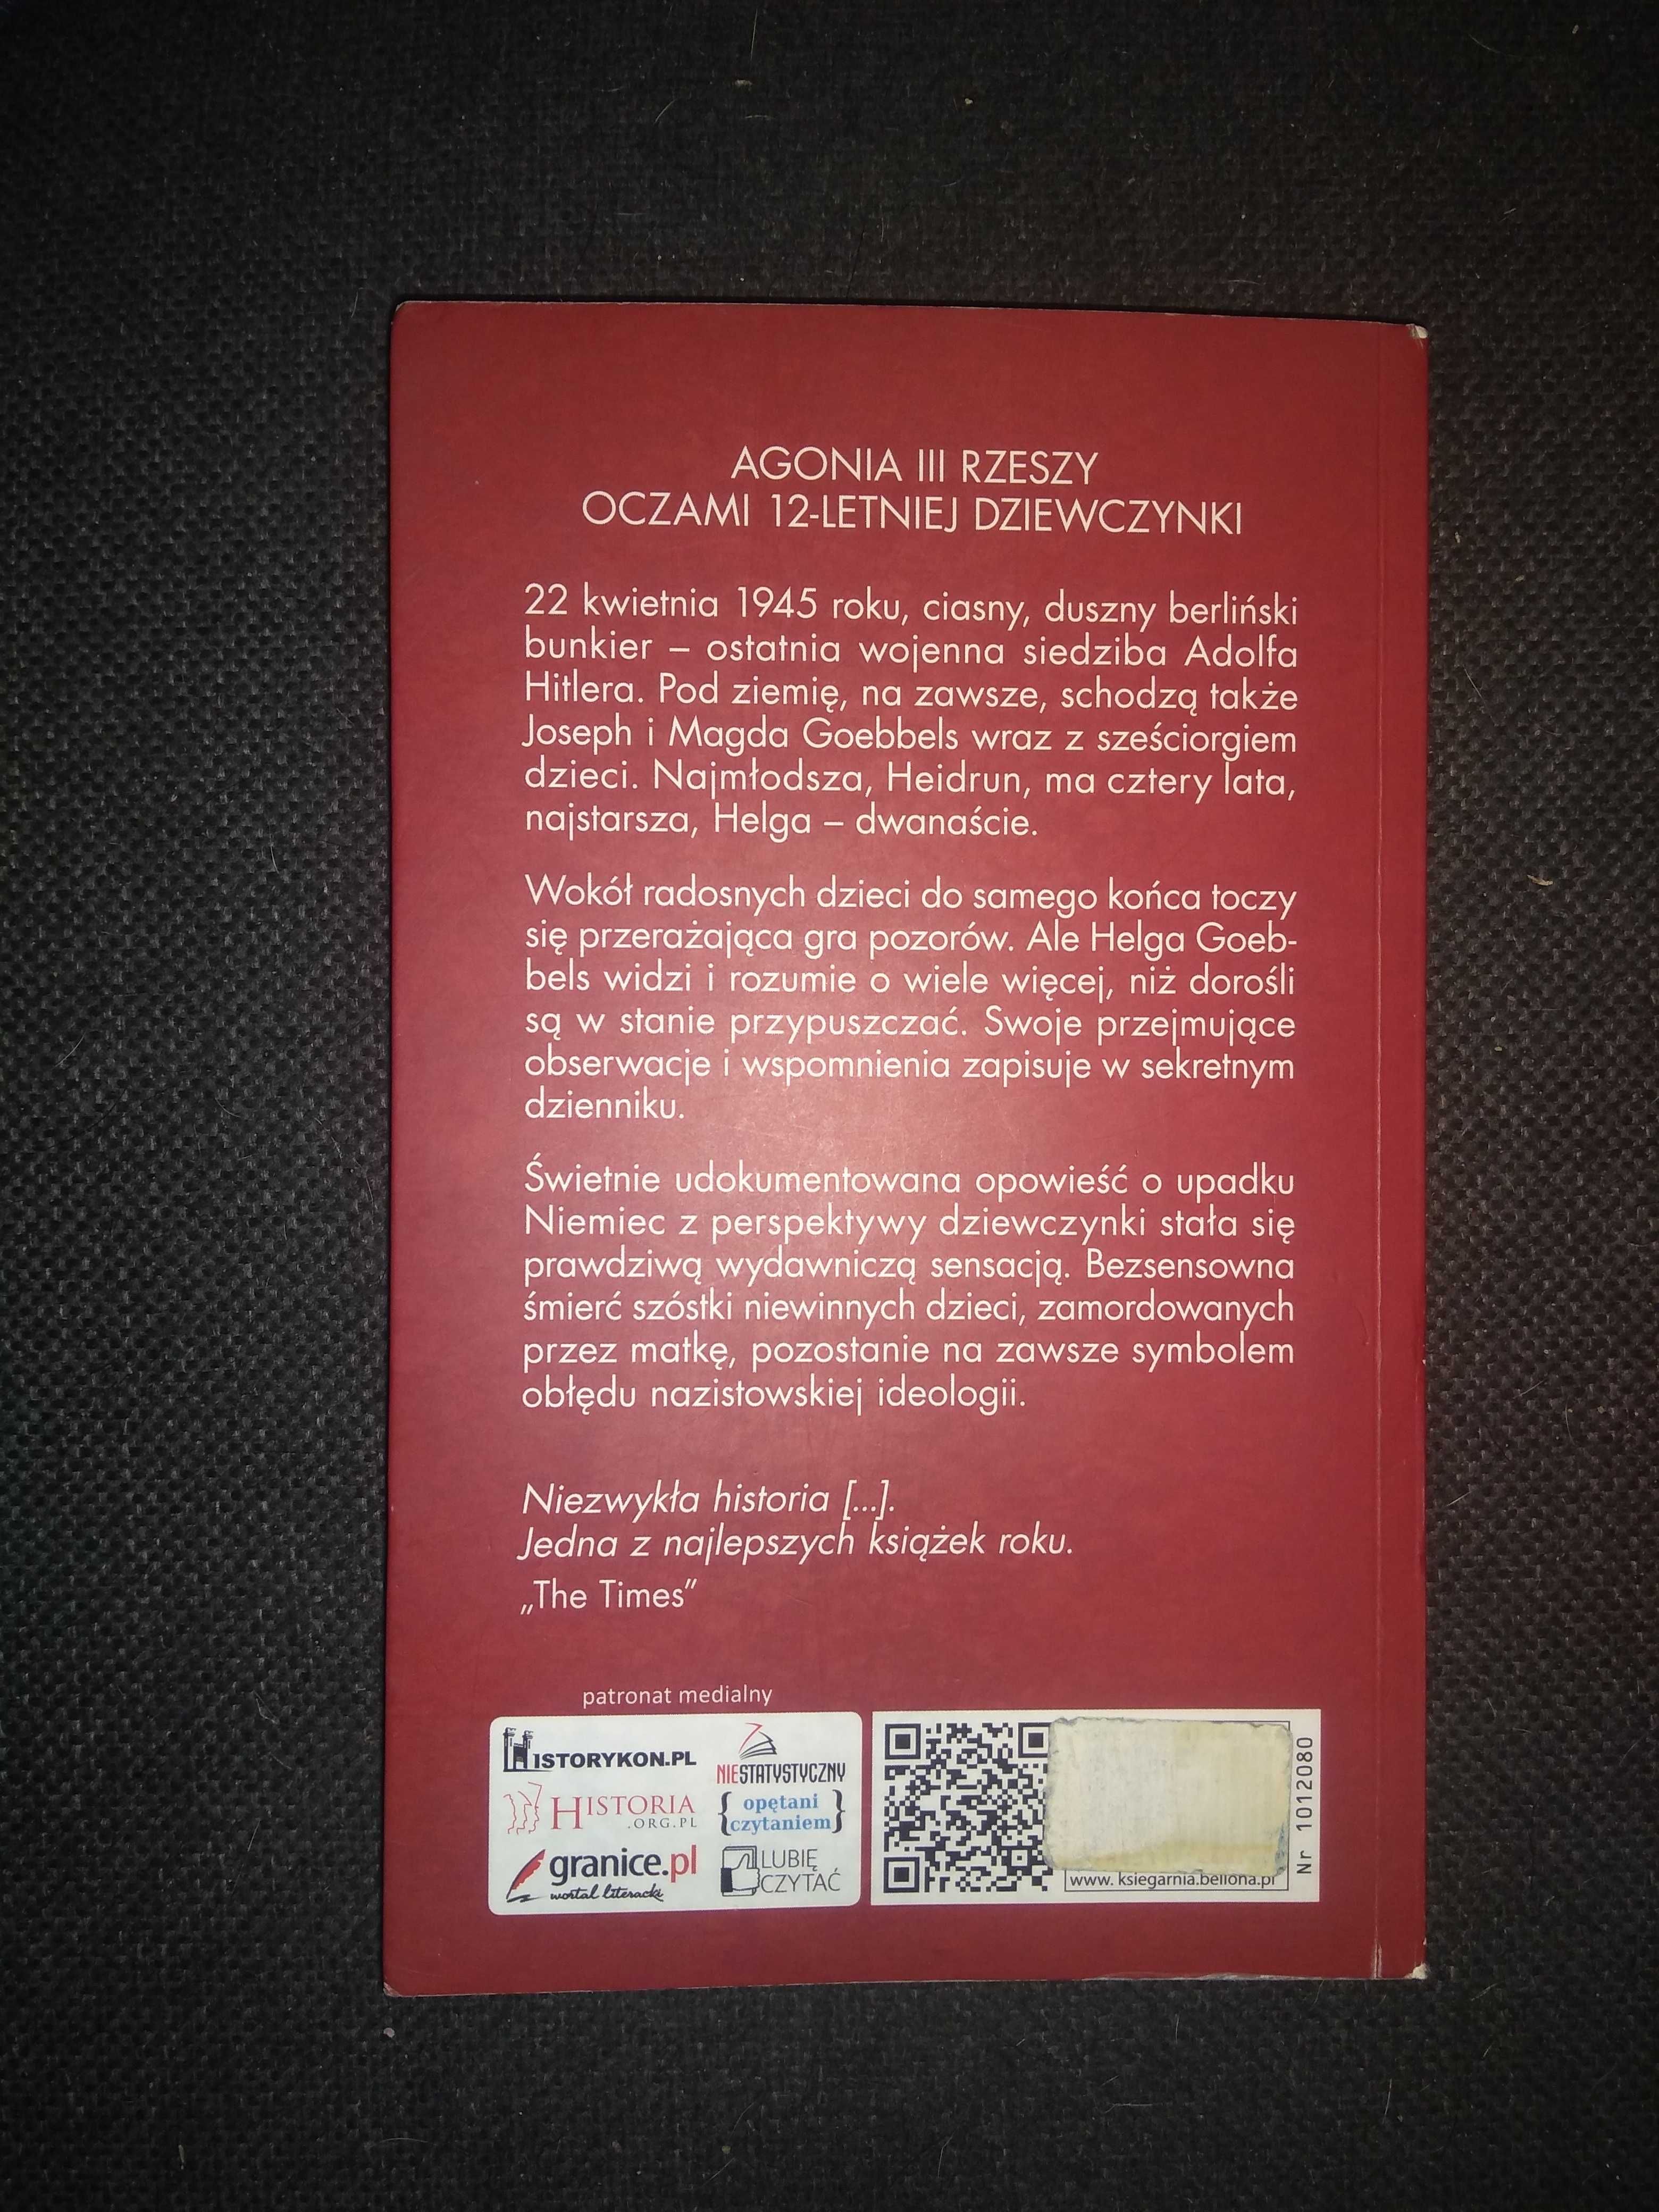 AGONIA III RZESZY
OCZAMI 12-LETNIEJ DZIEWCZYNKI
22 kwietnia 1945 roku, ciasny, duszny berliński
bunkier – ostatnia wojenna siedziba Adolfa
Hitlera. Pod ziemię, na zawsze, schodzą także
Joseph i Magda Goebbels wraz z sześciorgiem
dzieci. Najmłodsza, Heidrun, ma cztery lata,
najstarsza, Helga – dwanaście.
Wokół radosnych dzieci do samego końca toczy
się przerażająca gra pozorów. Ale Helga Goeb-
bels widzi i rozumie o wiele więcej, niż dorośli
są w stanie przypuszczać. Swoje przejmujące
obserwacje i wspomnienia zapisuje w sekretnym
dzienniku.
Świetnie udokumentowana opowieść o upadku
Niemiec z perspektywy dziewczynki stała się
prawdziwą wydawniczą sensacją. Bezsensowna
śmierć szóstki niewinnych dzieci, zamordowanych
przez matkę, pozostanie na zawsze symbolem
obłędu nazistowskiej ideologii.
Niezwykła historia [...].
Jedna z najlepszych książek roku.
„The Times”
patronat medialny
HISTORYKON.PL
NIESTATYSTYCZNY
HISTORIA
.ORG.PL
{opętani
czytaniem}
granice.pl
wortal literacki
LUBIĘ
CZYTAĆ
www. ksiegarnia.bellona.pl
Nr 1012080